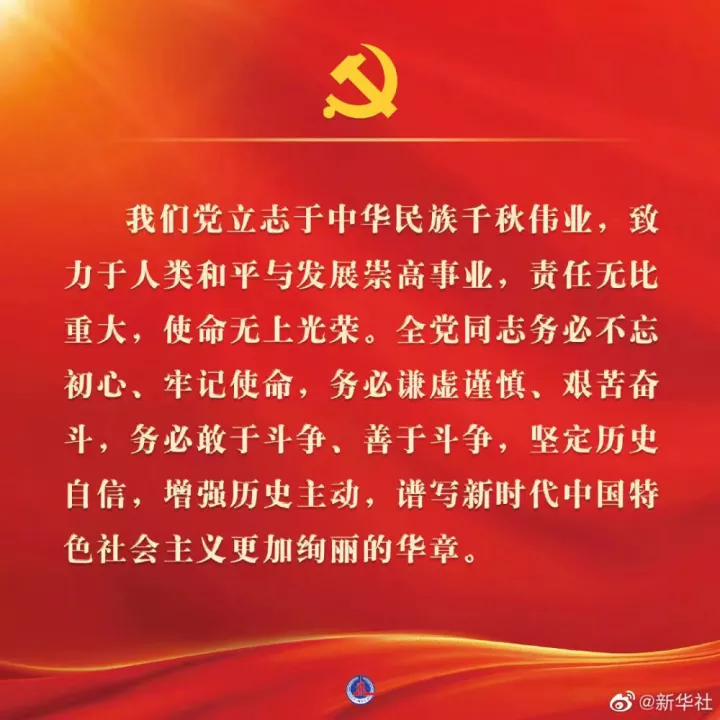 我们党立志于中华民族千秋伟业，致
力于人类和平与发展崇高事业，责任无比
重大，使命无上光荣。全党同志务必不忘
初心、牢记使命，务必谦虚谨慎、艰苦奋
斗，务必敢于斗争、善于斗争，坚定历史
自信，增强历史主动，谱写新时代中国特
色社会主义更加绚丽的华章。
@新华社